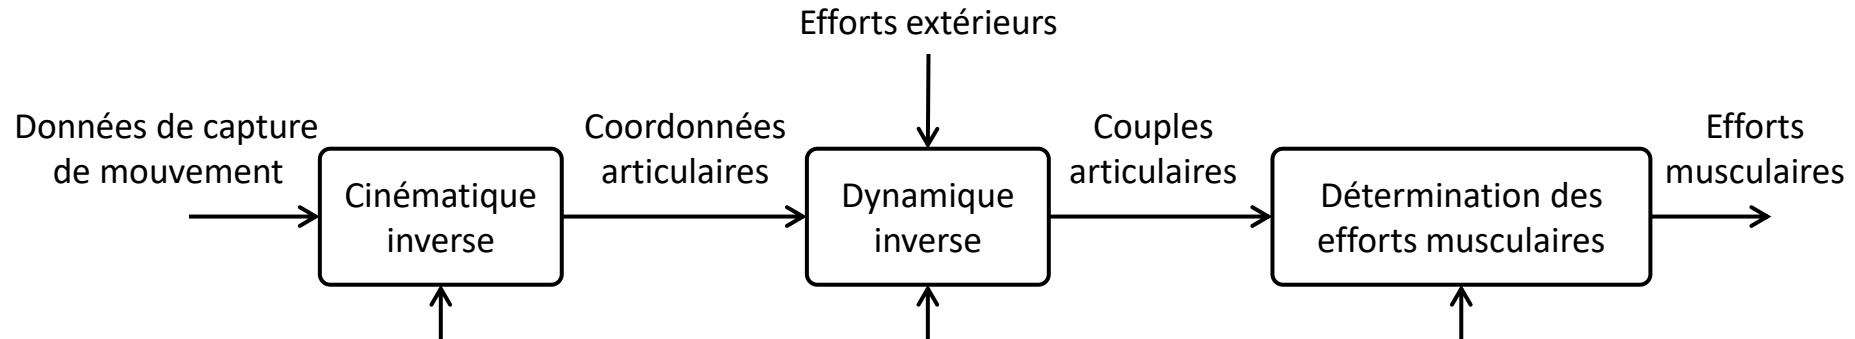 Efforts extérieurs
Données de capture
de mouvement
Cinématique
inverse
Coordonnées
articulaires
Dynamique
inverse
Couples
articulaires
Détermination des
efforts musculaires
Efforts
musculaires